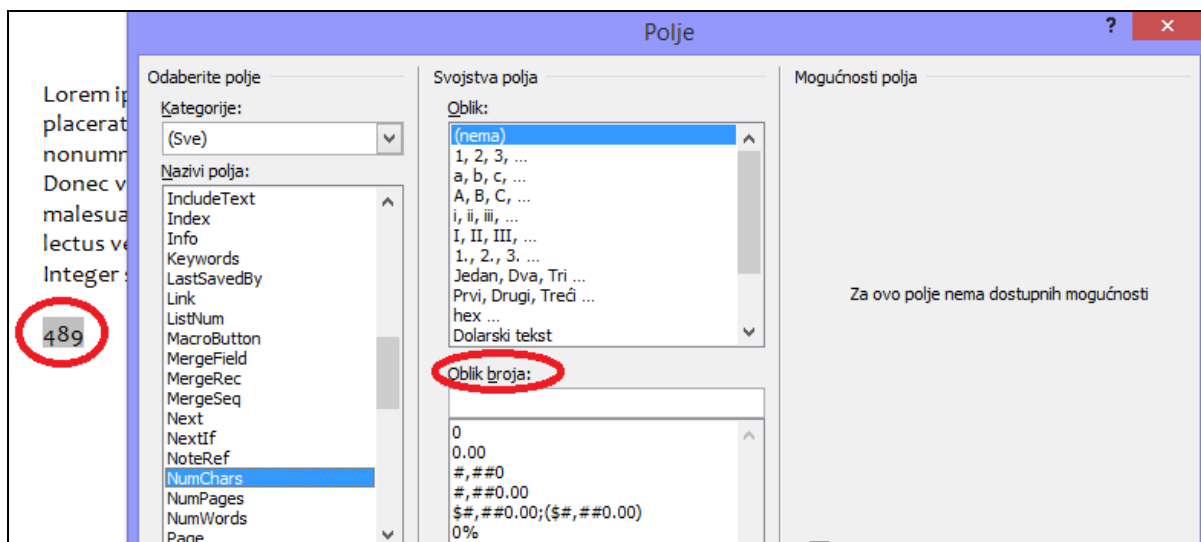 Polje
?
Lorem ip
placerat
nonumn
Donec v
malesua
lectus ve
Integer s
489
Odaberite polje
Kategorije:
(Sve)
Nazivi polja:
IncludeText
Index
Info
Keywords
LastSavedBy
Link
ListNum
MacroButton
MergeField
MergeRec
MergeSeq
Next
NextIf
NoteRef
NumChars
NumPages
NumWords
Page
Svojstva polja
Oblik:
(nema)
1, 2, 3, ...
a, b, c, ...
A, B, C, ...
i, ii, iii, ...
I, II, III, ...
1., 2., 3. ...
Jedan, Dva, Tri ...
Prvi, Drugi, Treći ...
hex ...
Dolarski tekst
Oblik broja:
0
0.00
#,##0
#,##0.00
$#,##0.00;($#,##0.00)
0%
Mogućnosti polja
Za ovo polje nema dostupnih mogućnosti